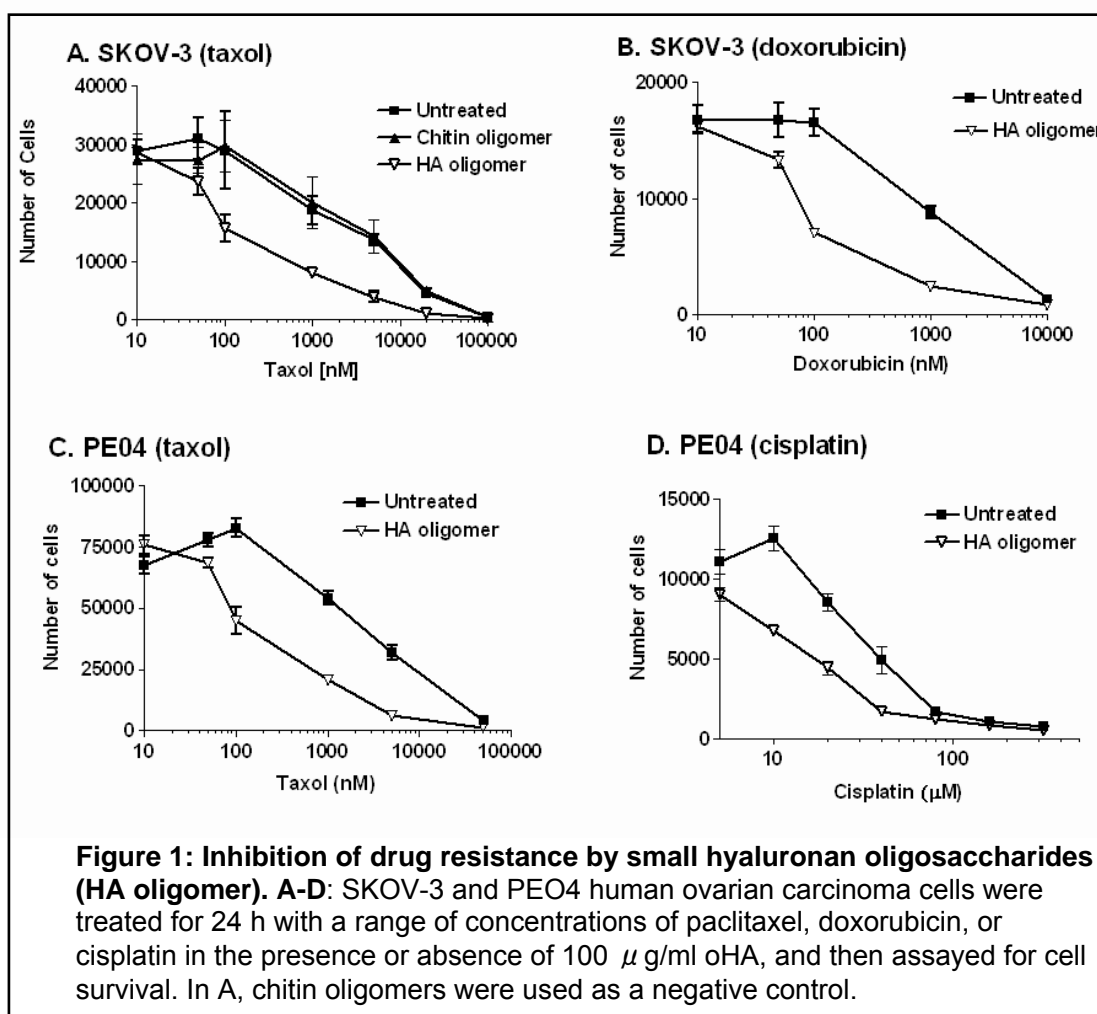 A. SKOV-3 (taxol)
40000
30000
20000
10000
0
Number of Cells
Untreated
Chitin oligomer
HA oligomer
10
100
1000
10000
100000
Taxol [nM]
B. SKOV-3 (doxorubicin)
20000
10000
0
Number of cells
Untreated
HA oligomer
10
100
1000
10000
Doxorubicin (nM)
C. PE04 (taxol)
100000
75000
50000
25000
0
Number of cells
Untreated
HA oligomer
10
100
1000
10000
100000
Taxol (nM)
D. PE04 (cisplatin)
15000
10000
5000
0
Number of cells
Untreated
HA oligomer
10
100
Cisplatin (μM)
Figure 1: Inhibition of drug resistance by small hyaluronan oligosaccharides
(HA oligomer). A-D: SKOV-3 and PEO4 human ovarian carcinoma cells were
treated for 24 h with a range of concentrations of paclitaxel, doxorubicin, or
cisplatin in the presence or absence of 100 μg/ml oHA, and then assayed for cell
survival. In A, chitin oligomers were used as a negative control.